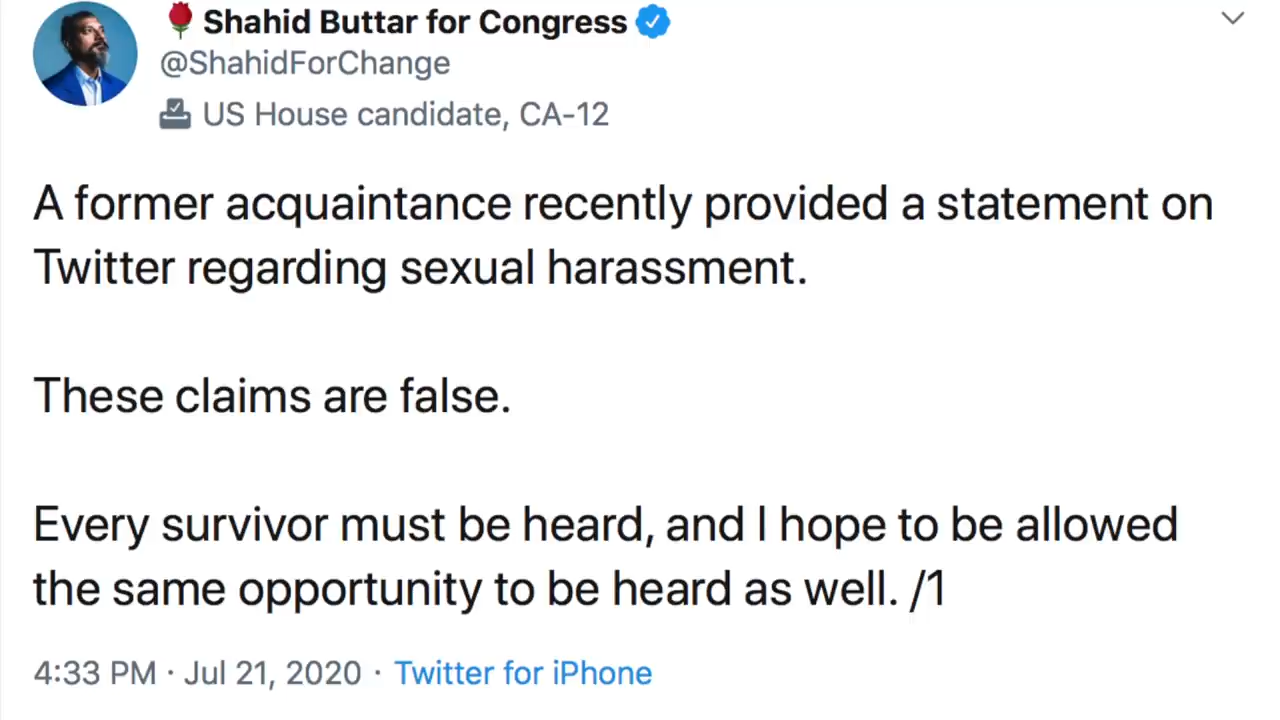 🌹 Shahid Buttar for Congress
@ShahidForChange
US House candidate, CA-12
A former acquaintance recently provided a statement on
Twitter regarding sexual harassment.
These claims are false.
Every survivor must be heard, and I hope to be allowed
the same opportunity to be heard as well. /1
4:33 PM · Jul 21, 2020 · Twitter for iPhone